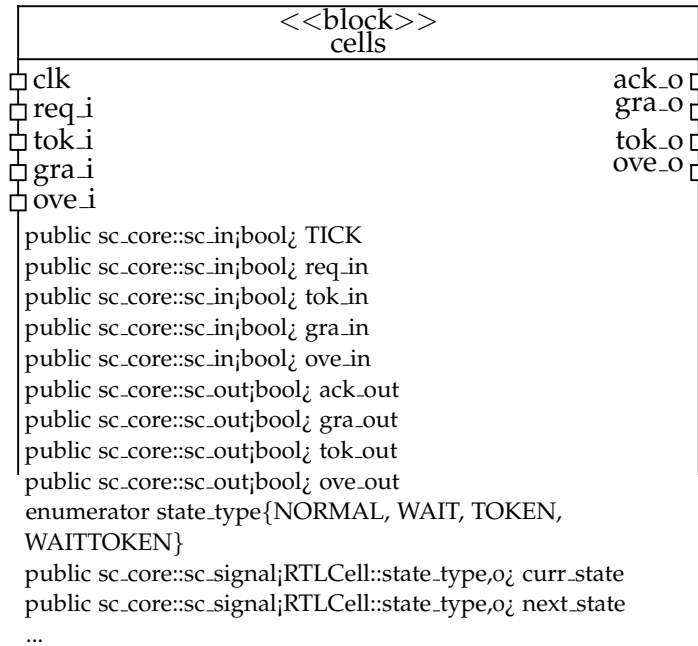 <<block>>
cells
clk
ack_o
req_i
gra_o
tok_i
tok_o
gra_i
ove_o
ove_i
public sc_core::sc_in¡bool¿ TICK
public sc_core::sc_in¡bool¿ req_in
public sc_core::sc_in¡bool¿ tok_in
public sc_core::sc_in¡bool¿ gra_in
public sc_core::sc_in¡bool¿ ove_in
public sc_core::sc_out¡bool¿ ack_out
public sc_core::sc_out¡bool¿ gra_out
public sc_core::sc_out¡bool¿ tok_out
public sc_core::sc_out¡bool¿ ove_out
enumerator state_type{NORMAL, WAIT, TOKEN,
WAITTOKEN}
public sc_core::sc_signal¡RTLCell::state_type,0¿ curr_state
public sc_core::sc_signal¡RTLCell::state_type,0¿ next_state
...